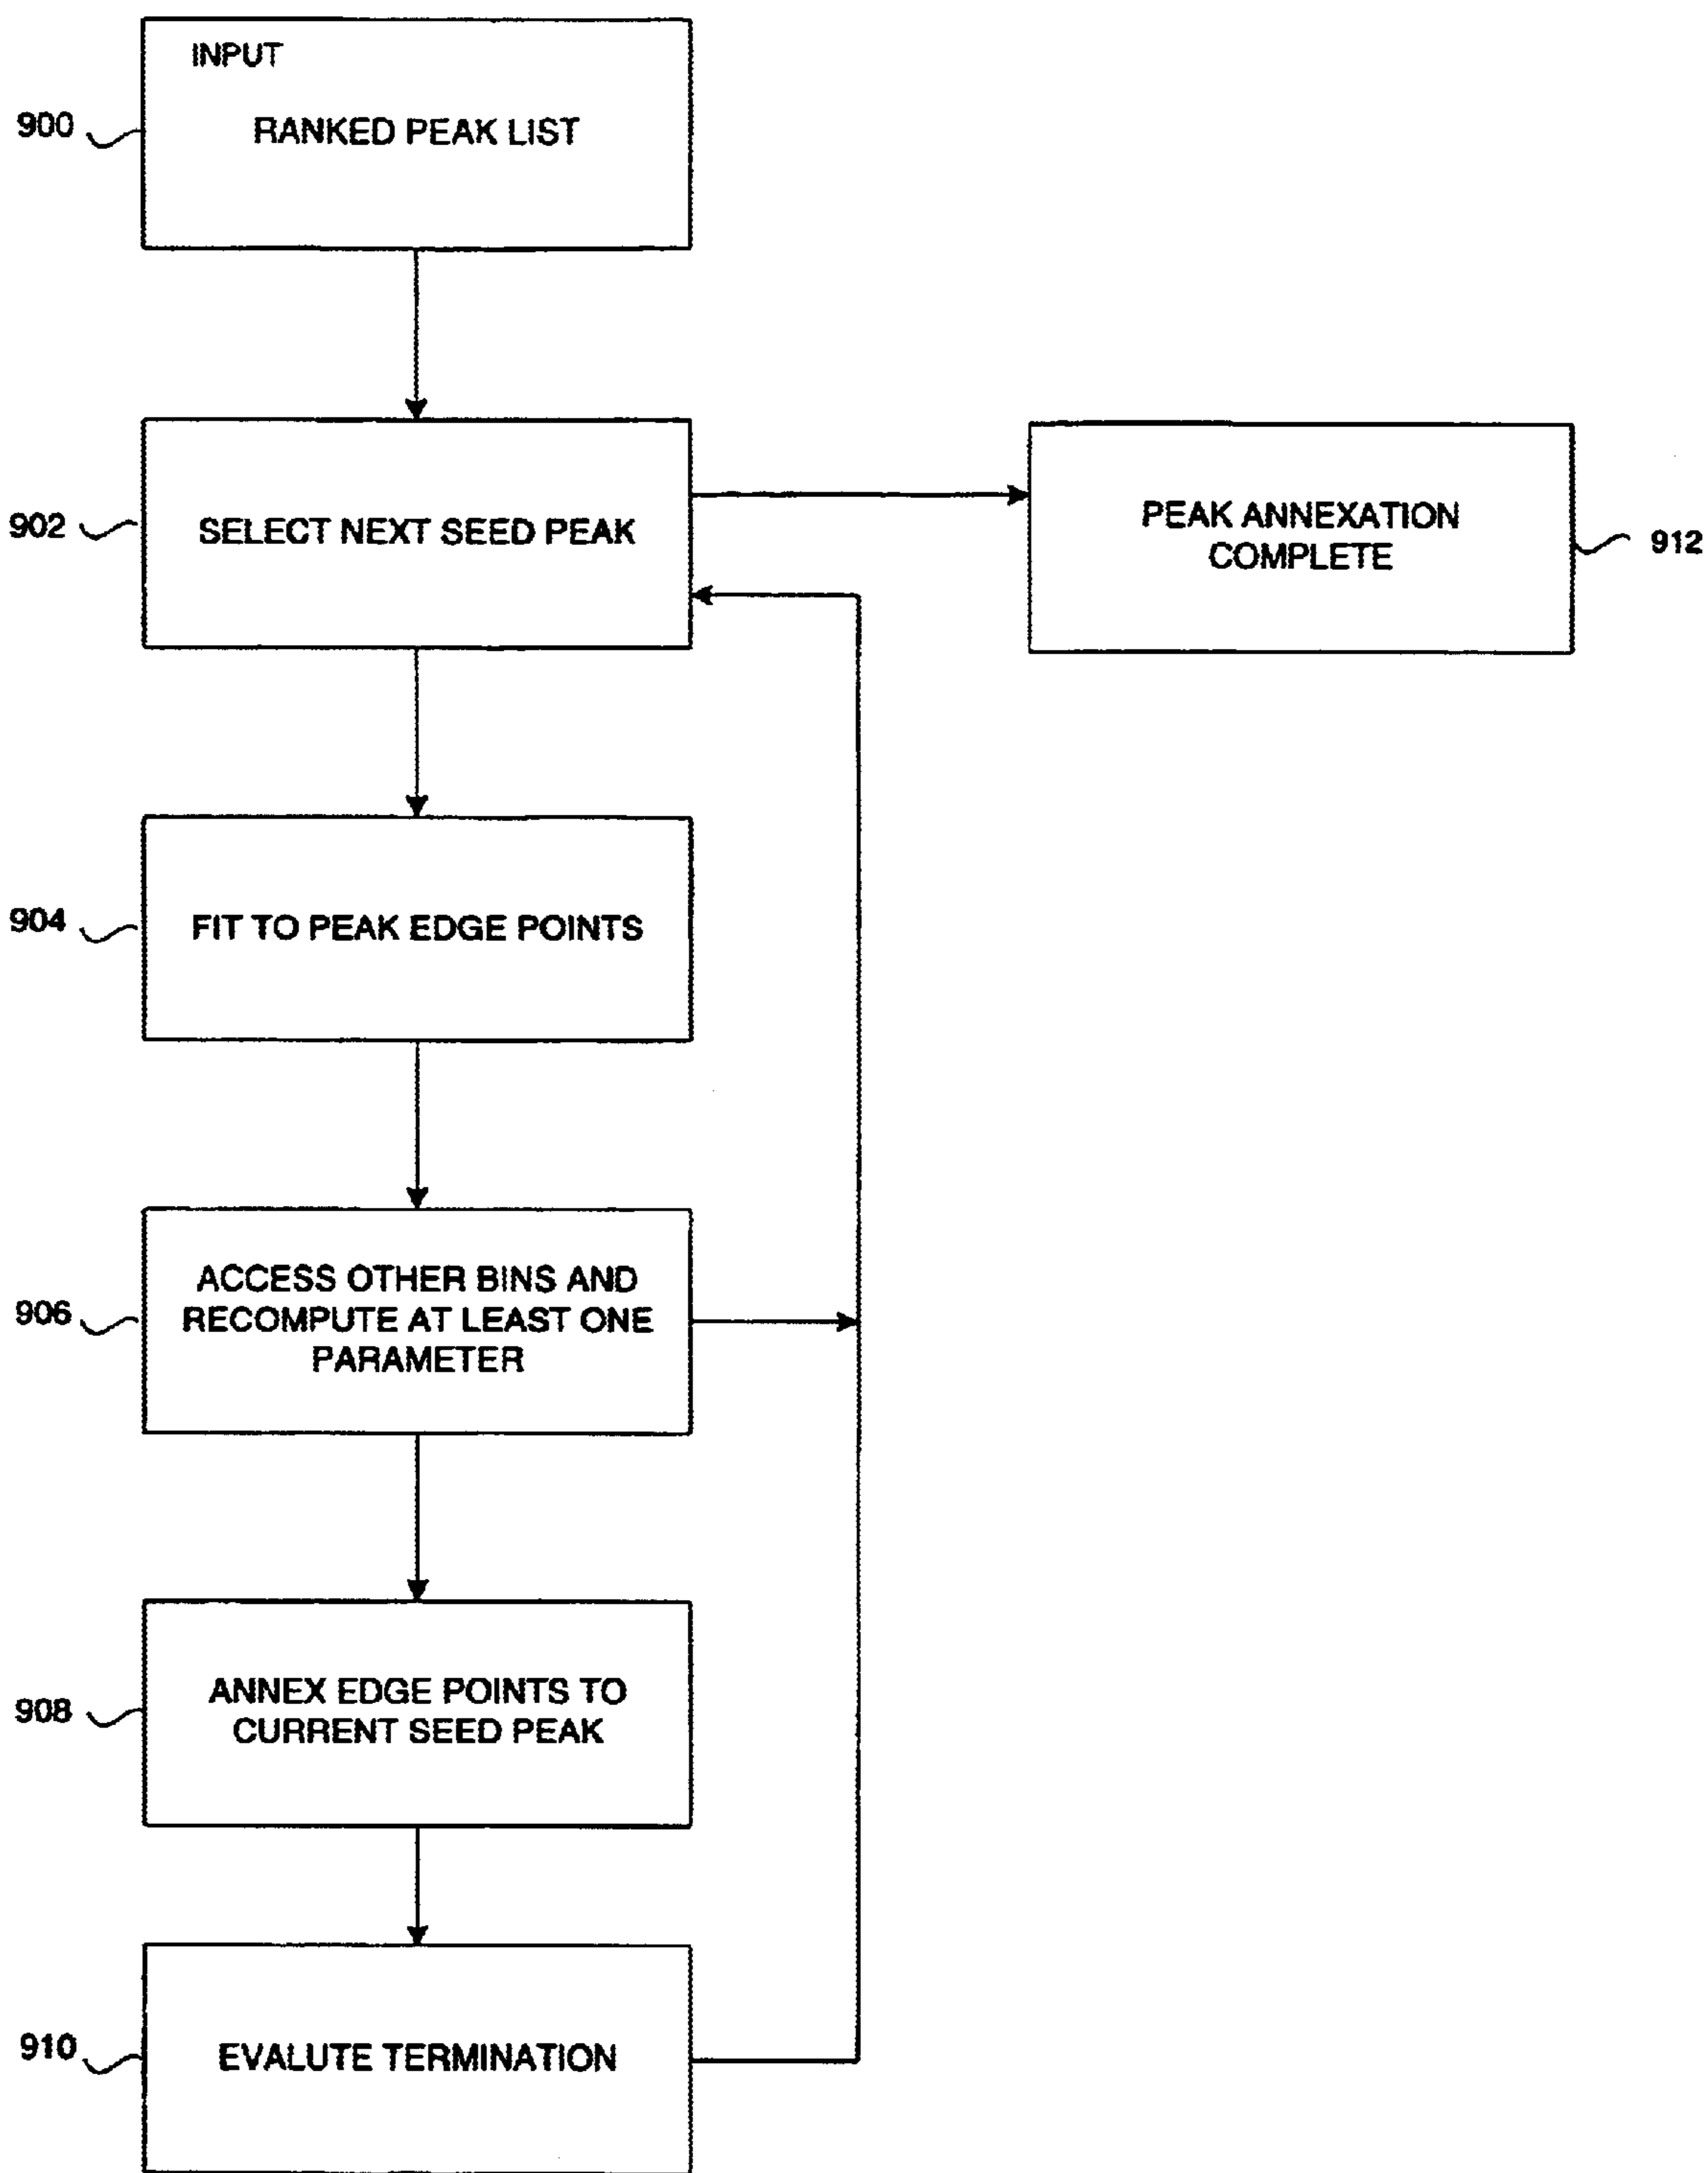 INPUT
900
RANKED PEAK LIST
902
SELECT NEXT SEED PEAK
PEAK ANNEXATION
COMPLETE
912
904
FIT TO PEAK EDGE POINTS
906
ACCESS OTHER BINS AND
RECOMPUTE AT LEAST ONE
PARAMETER
908
ANNEX EDGE POINTS TO
CURRENT SEED PEAK
910
EVALUTE TERMINATION